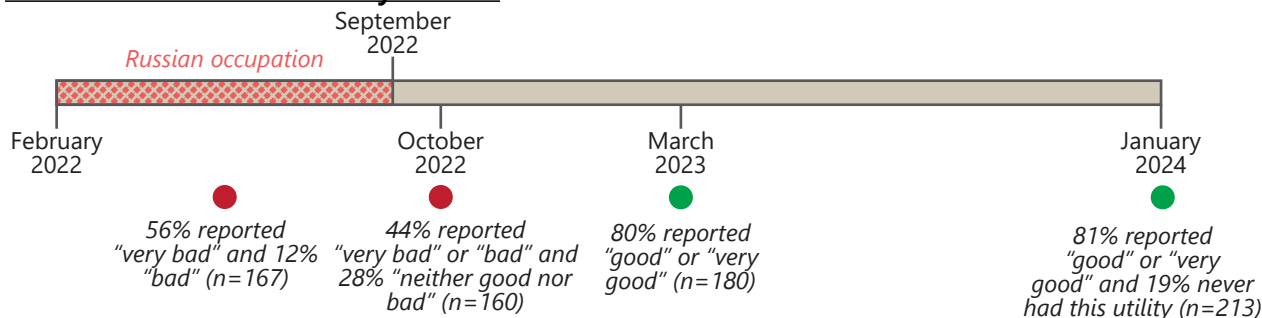 September
2022
Russian occupation
February
2022
October
2022
March
2023
January
2024
56% reported
“very bad” and 12%
“bad” (n=167)
44% reported
“very bad” or “bad” and
28% “neither good nor
bad” (n=160)
80% reported
“good” or “very
good” (n=180)
81% reported
“good” or “very
good” and 19% never
had this utility (n=213)